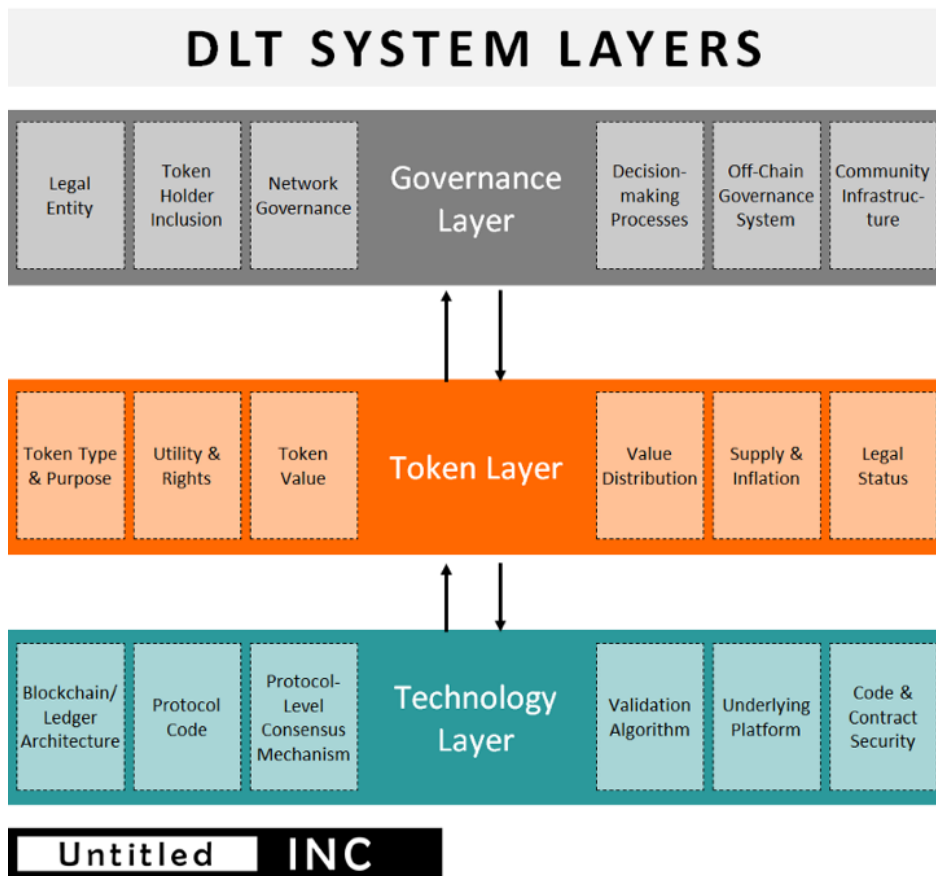 DLT SYSTEM LAYERS
Legal
Entity
Token
Holder
Inclusion
Network
Governance
Governance
Layer
Decision-
making
Processes
Off-Chain
Governance
System
Community
Infrastruc-
ture
Token Type
& Purpose
Utility &
Rights
Token
Value
Token Layer
Value
Distribution
Supply &
Inflation
Legal
Status
Blockchain/
Ledger
Architecture
Protocol
Code
Protocol-
Level
Consensus
Mechanism
Technology
Layer
Validation
Algorithm
Underlying
Platform
Code &
Contract
Security
Untitled INC